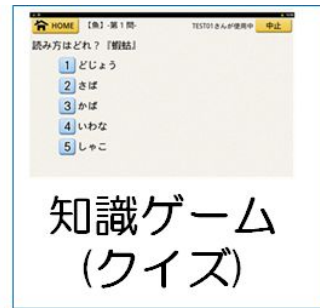 HOME 【魚】-第1問- TEST01さんが使用中 中止
読み方はどれ？『蝦蛄』
1 どじょう
2 さば
3 かば
4 いわな
5 しゃこ
知識ゲーム
(クイズ)